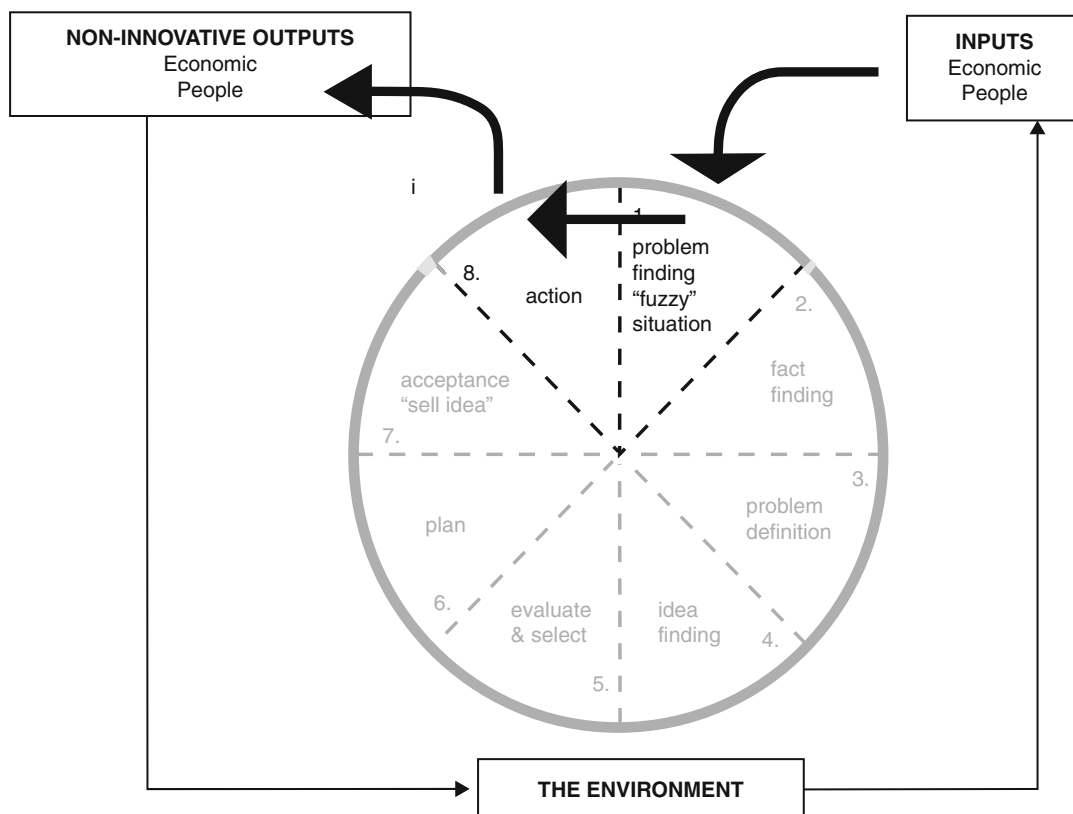 NON-INNOVATIVE OUTPUTS
Economic
People
INPUTS
Economic
People
i
1.
problem
finding
“fuzzy”
situation
2.
fact
finding
3.
problem
definition
4.
idea
finding
5.
evaluate
& select
6.
plan
7.
acceptance
“sell idea”
8.
action
THE ENVIRONMENT